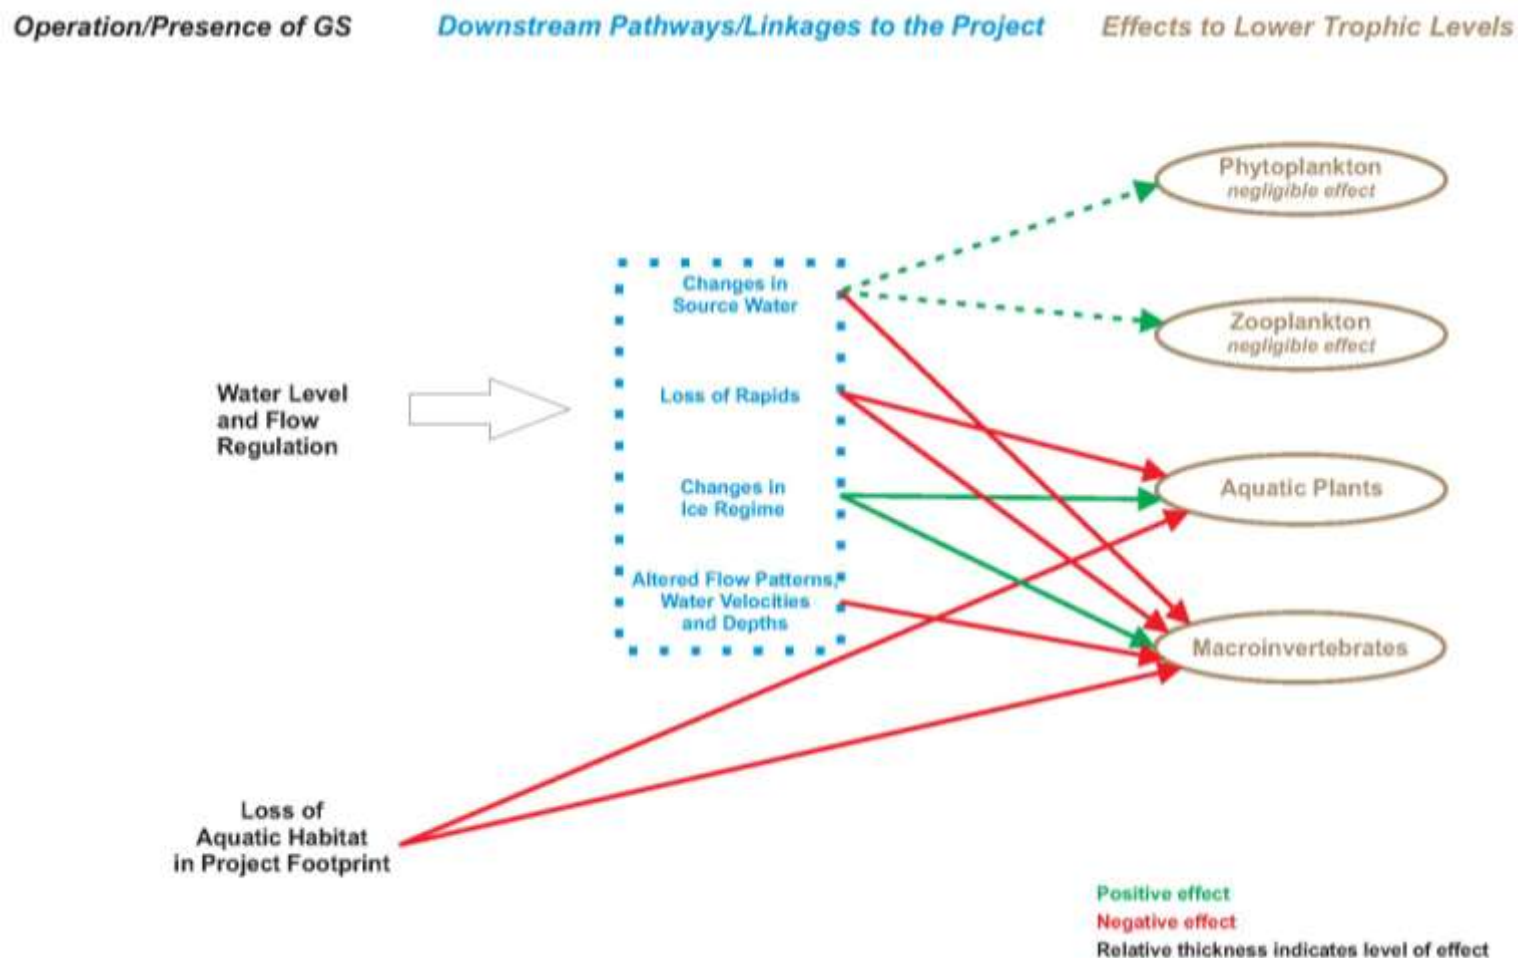 Operation/Presence of GS
Downstream Pathways/Linkages to the Project
Effects to Lower Trophic Levels
Phytoplankton
negligible effect
Changes in
Source Water
Zooplankton
negligible effect
Water Level
and Flow
Regulation
Loss of Rapids
Changes in
Ice Regime
Aquatic Plants
Altered Flow Patterns,
Water Velocities
and Depths
Macroinvertebrates
Loss of
Aquatic Habitat
in Project Footprint
Positive effect
Negative effect
Relative thickness indicates level of effect